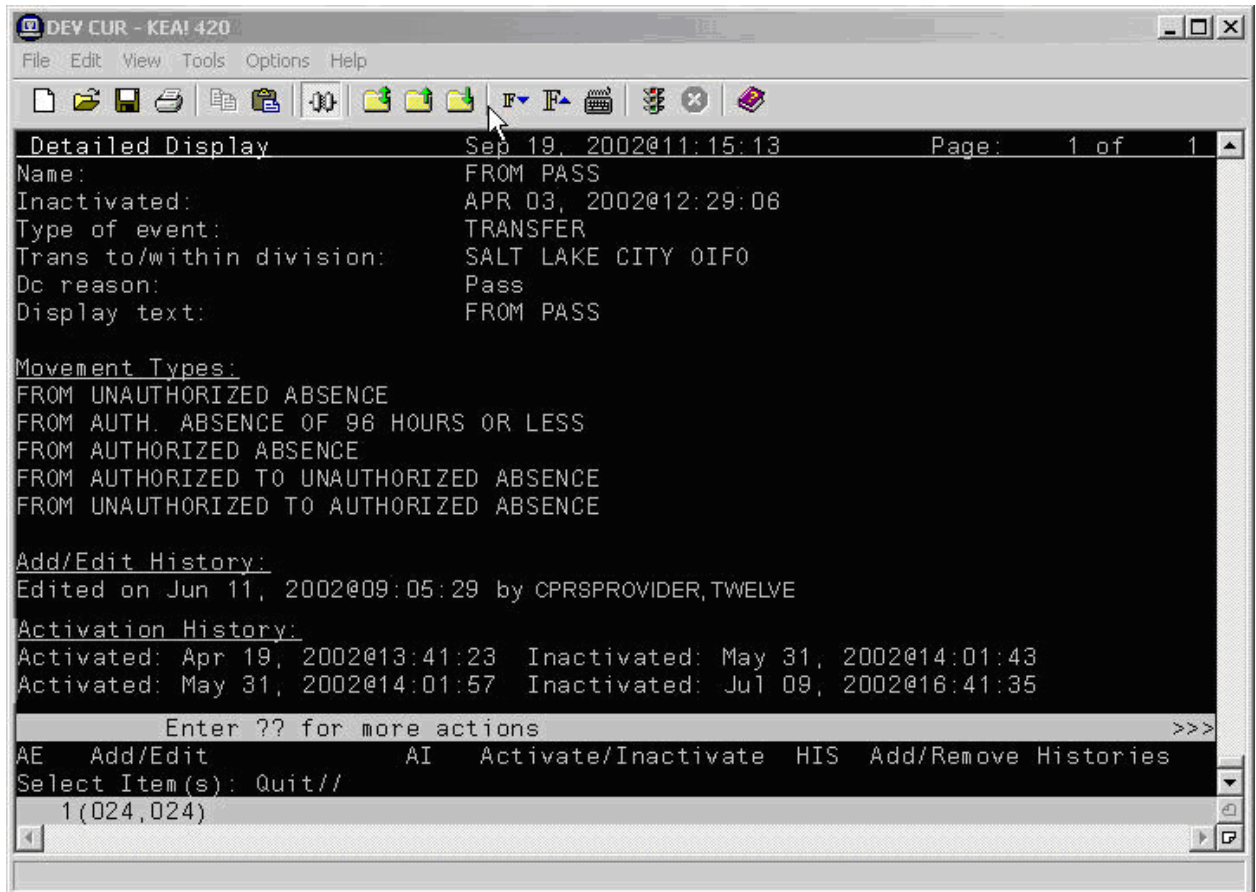 DEV CUR - KEA! 420
File Edit View Tools Options Help
Detailed Display Sep 19, 2002@11:15:13 Page: 1 of 1
Name: FROM PASS
Inactivated: APR 03, 2002@12:29:06
Type of event: TRANSFER
Trans to/within division: SALT LAKE CITY OIFO
Dc reason: Pass
Display text: FROM PASS
Movement Types:
FROM UNAUTHORIZED ABSENCE
FROM AUTH. ABSENCE OF 96 HOURS OR LESS
FROM AUTHORIZED ABSENCE
FROM AUTHORIZED TO UNAUTHORIZED ABSENCE
FROM UNAUTHORIZED TO AUTHORIZED ABSENCE
Add/Edit History:
Edited on Jun 11, 2002@09:05:29 by CPRSPROVIDER, TWELVE
Activation History:
Activated: Apr 19, 2002@13:41:23 Inactivated: May 31, 2002@14:01:43
Activated: May 31, 2002@14:01:57 Inactivated: Jul 09, 2002@16:41:35
Enter ?? for more actions >>>
AE Add/Edit AI Activate/Inactivate HIS Add/Remove Histories
Select Item(s): Quit//
1(024,024)